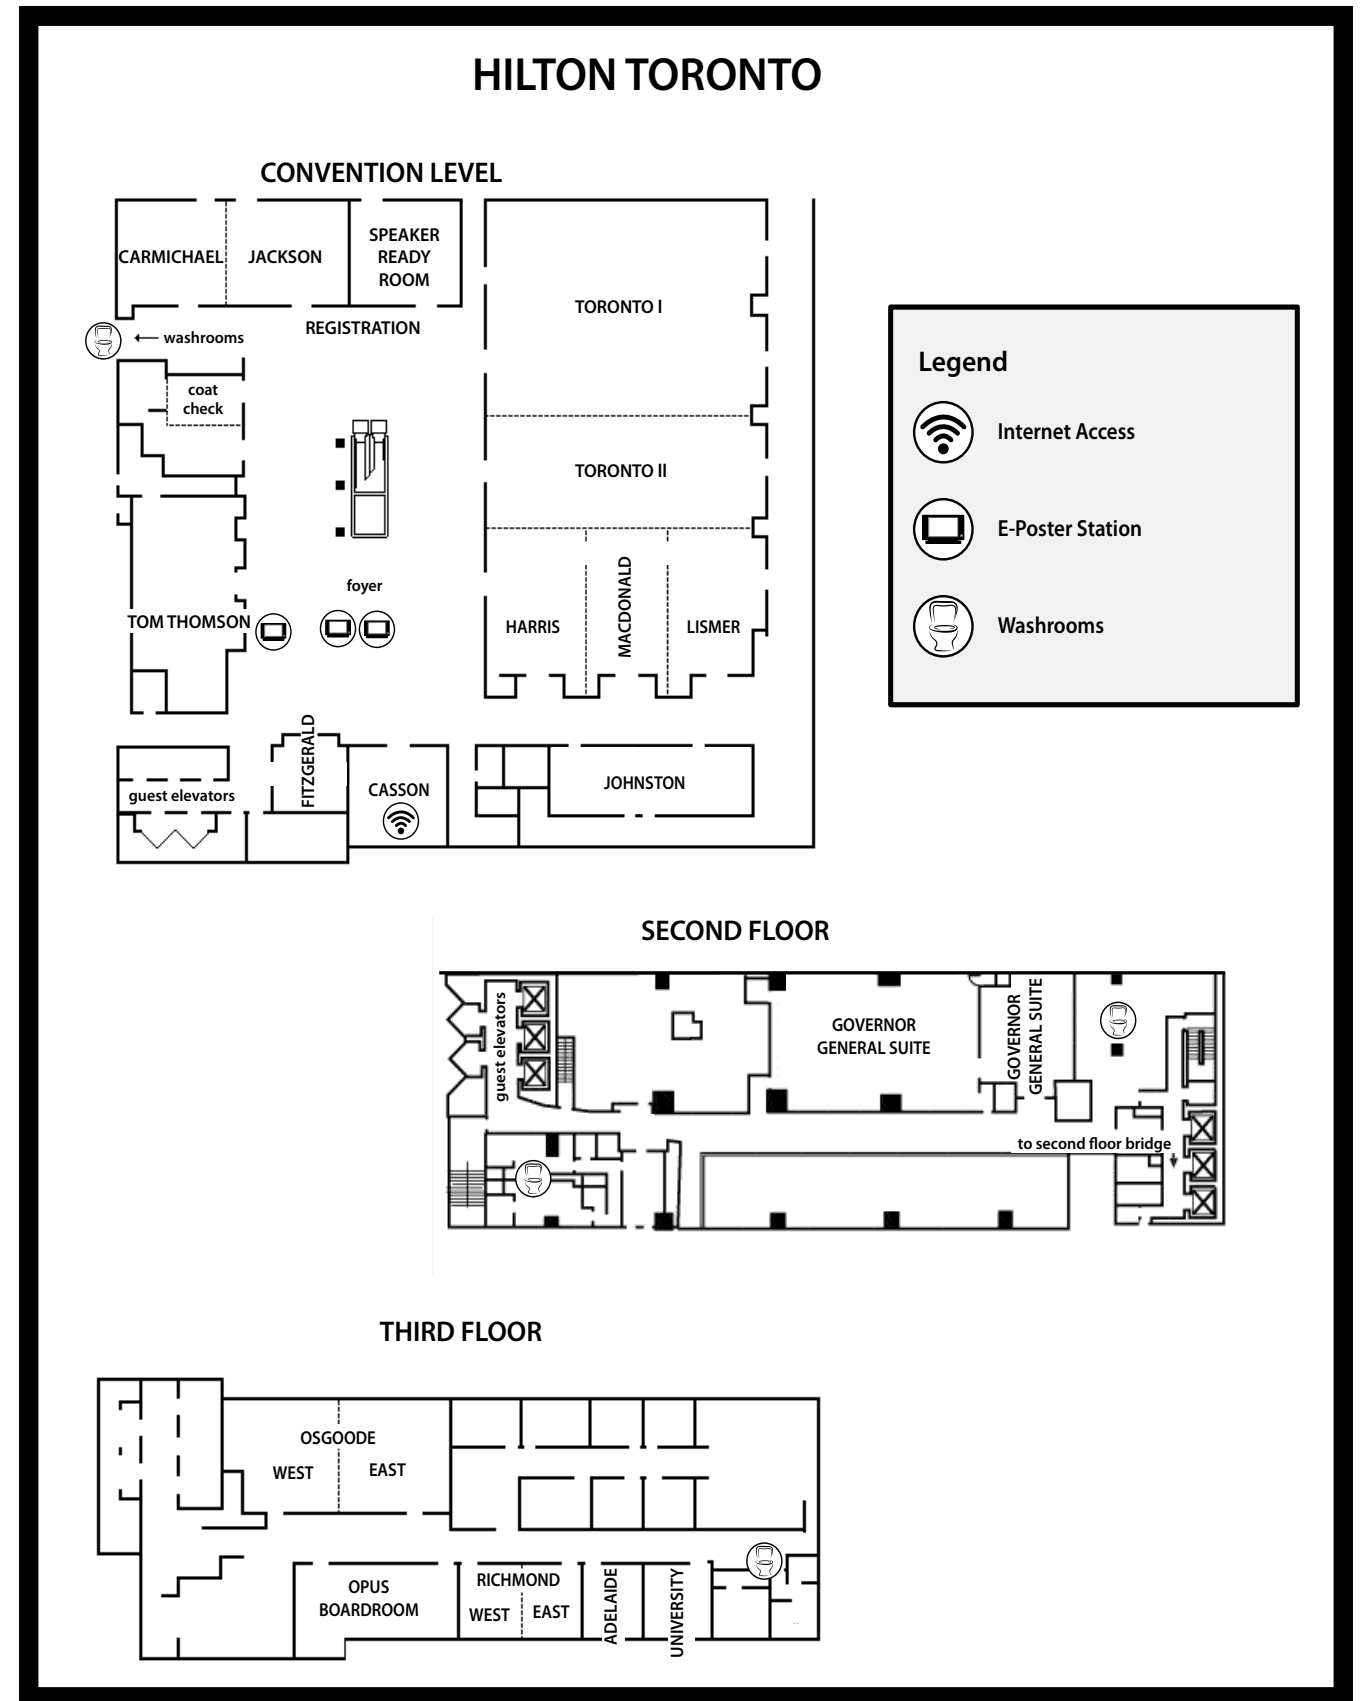 HILTON TORONTO
CONVENTION LEVEL
CARMICHAEL
JACKSON
SPEAKER
READY
ROOM
TORONTO I
REGISTRATION
washrooms
coat
check
TORONTO II
foyer
TOM THOMSON
HARRIS
MACDONALD
LISMER
FITZGERALD
guest elevators
CASSON
JOHNSTON
Legend
Internet Access
E-Poster Station
Washrooms
SECOND FLOOR
guest elevators
GOVERNOR
GENERAL SUITE
GOVERNOR
GENERAL SUITE
to second floor bridge
THIRD FLOOR
OSGOODE
WEST
EAST
OPUS
BOARDROOM
RICHMOND
WEST
EAST
ADELAIDE
UNIVERSITY